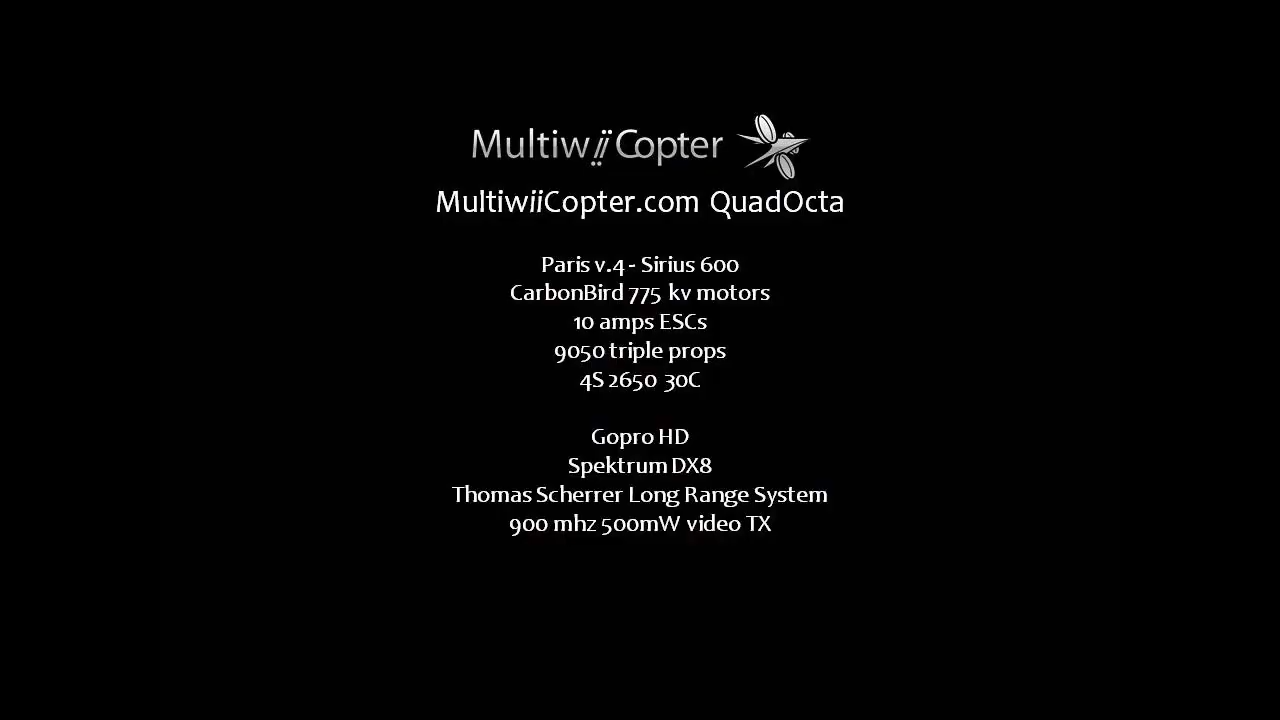 MultiwiiCopter
MultiwiiCopter.com QuadOcta
Paris v.4 - Sirius 600
CarbonBird 775 kv motors
10 amps ESCs
9050 triple props
4S 2650 30C
Gopro HD
Spektrum DX8
Thomas Scherrer Long Range System
900 mhz 500mW video TX